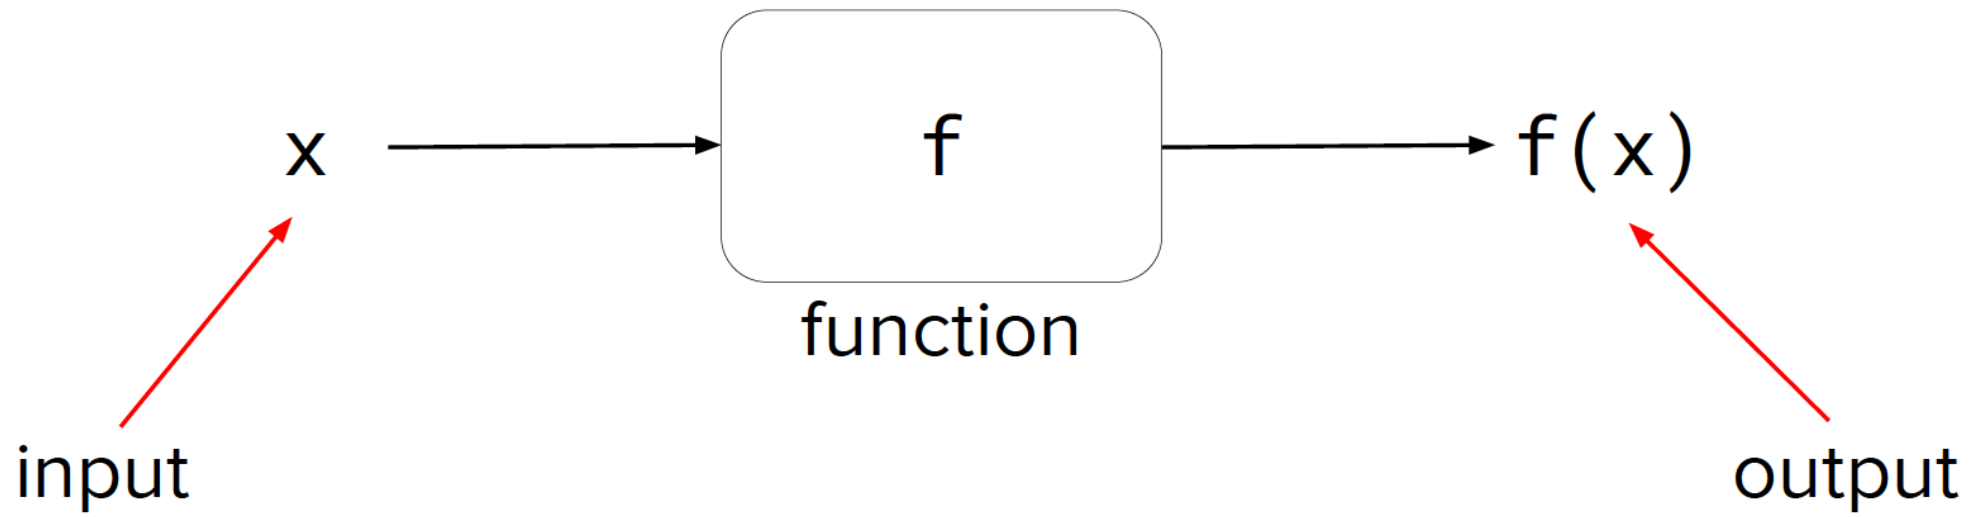 x
f
f(x)
function
input
output